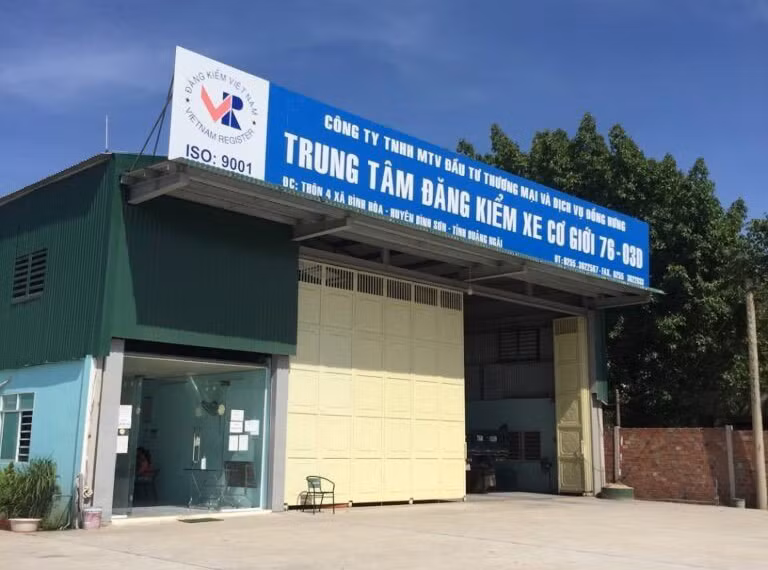 ĐĂNG KIỂM VIỆT NAM
VR
VIETNAM REGISTER
ISO: 9001
CÔNG TY TNHH MTV ĐẦU TƯ THƯƠNG MẠI VÀ DỊCH VỤ ĐỒNG HƯNG
TRUNG TÂM ĐĂNG KIỂM XE CƠ GIỚI 76-03D
ĐC: THÔN 4 XÃ BÌNH HÒA - HUYỆN BÌNH SƠN - TỈNH QUẢNG NGÃI
ĐT: 0255